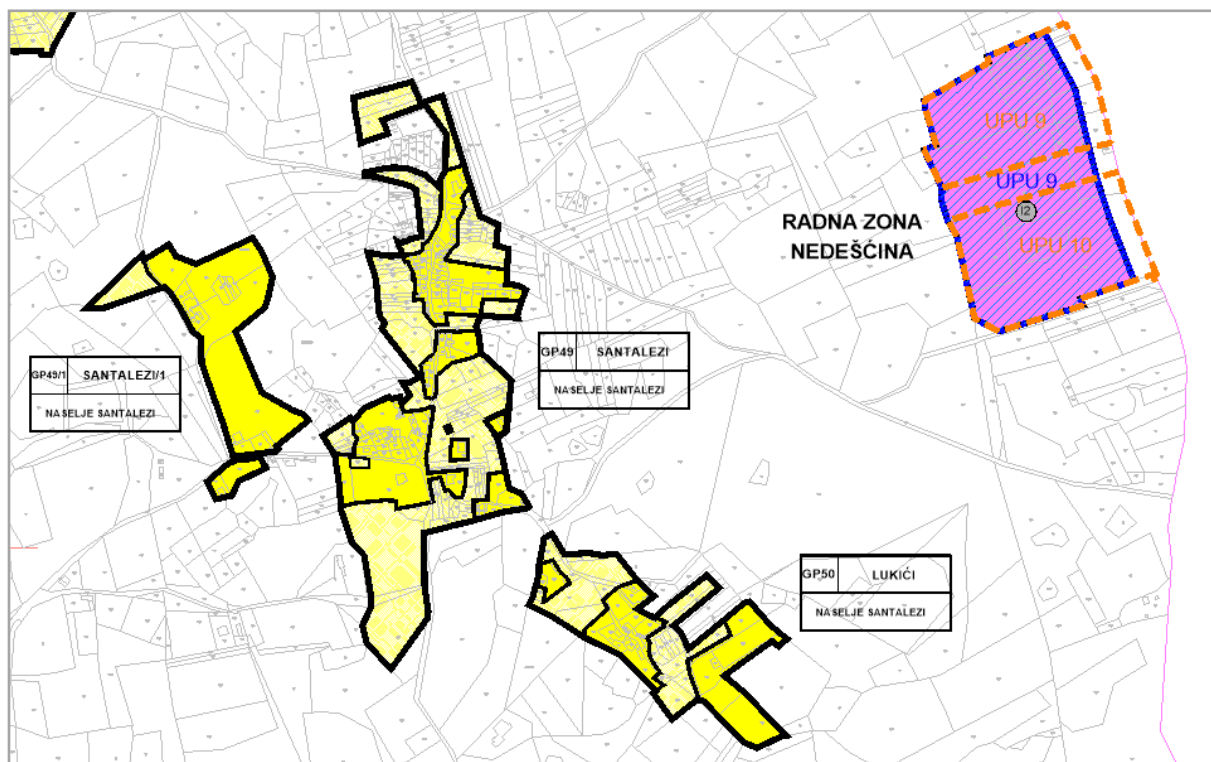 UPU 9
UPU 9
I2
RADNA ZONA
NEDEŠĆINA
UPU 10
GP49/1 SANTALEZI/1
NASELJE SANTALEZI
GP49 SANTALEZI
NASELJE SANTALEZI
GP50 LUKIĆI
NASELJE SANTALEZI